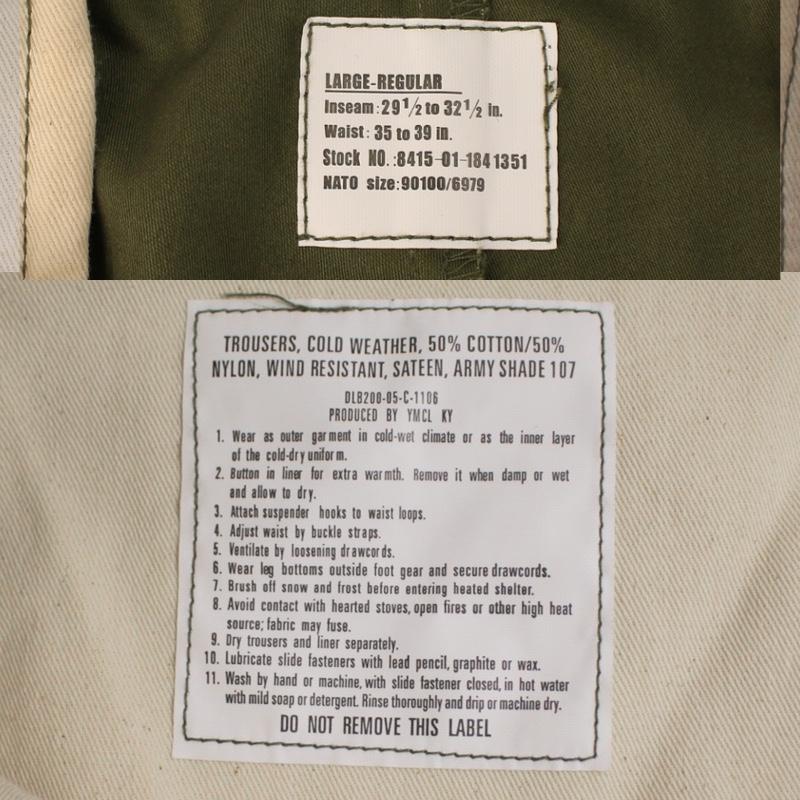 LARGE-REGULAR
Inseam:29 1/2 to 32 1/2 in.
Waist: 35 to 39 in.
Stock NO.:8415-01-1841351
NATO size:90100/6979
TROUSERS, COLD WEATHER, 50% COTTON/50%
NYLON, WIND RESISTANT, SATEEN, ARMY SHADE 107
DLB200-05-C-1106
PRODUCED BY YMCL KY
1. Wear as outer garment in cold-wet climate or as the inner layer
of the cold-dry uniform.
2. Button in liner for extra warmth. Remove it when damp or wet
and allow to dry.
3. Attach suspender hooks to waist loops.
4. Adjust waist by buckle straps.
5. Ventilate by loosening drawcords.
6. Wear leg bottoms outside foot gear and secure drawcords.
7. Brush off snow and frost before entering heated shelter.
8. Avoid contact with hearted stoves, open fires or other high heat
source; fabric may fuse.
9. Dry trousers and liner separately.
10. Lubricate slide fasteners with lead pencil, graphite or wax.
11. Wash by hand or machine, with slide fastener closed, in hot water
with mild soap or detergent. Rinse thoroughly and drip or machine dry.
DO NOT REMOVE THIS LABEL